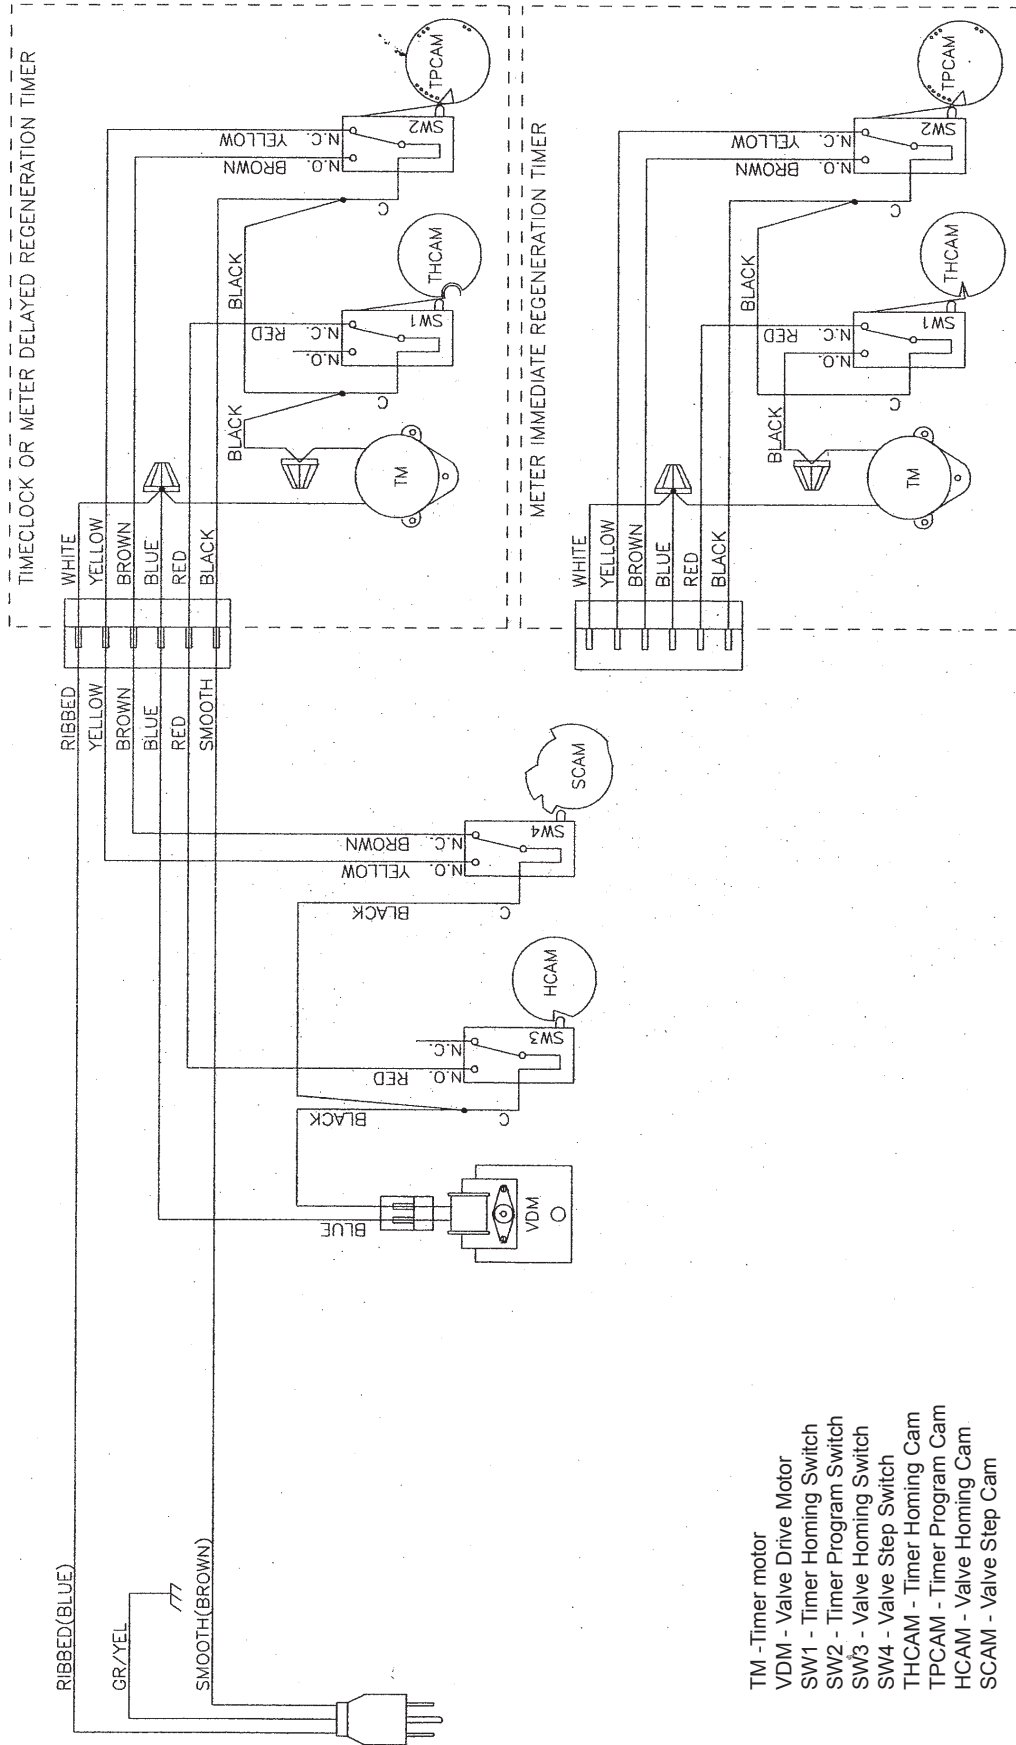 TIMECLOCK OR METER DELAYED REGENERATION TIMER
WHITE
YELLOW
BROWN
BLUE
RED
BLACK
RIBBED
YELLOW
BROWN
BLUE
RED
SMOOTH
BLACK
BLACK
TM
RED
N.C.
N.O.
SW1
C
THCAM
YELLOW
N.C.
BROWN
N.O.
SW2
C
TPCAM
METER IMMEDIATE REGENERATION TIMER
WHITE
YELLOW
BROWN
BLUE
RED
BLACK
BLACK
BLACK
TM
RED
N.C.
N.O.
SW1
C
THCAM
YELLOW
N.C.
BROWN
N.O.
SW2
C
TPCAM
RIBBED(BLUE)
GR/YEL
SMOOTH(BROWN)
BLUE
VDM
BLACK
RED
N.O.
N.C.
SW3
C
HCAM
BLACK
YELLOW
N.O.
BROWN
N.C.
SW4
C
SCAM
TM -Timer motor
VDM - Valve Drive Motor
SW1 - Timer Homing Switch
SW2 - Timer Program Switch
SW3 - Valve Homing Switch
SW4 - Valve Step Switch
THCAM - Timer Homing Cam
TPCAM - Timer Program Cam
HCAM - Valve Homing Cam
SCAM - Valve Step Cam